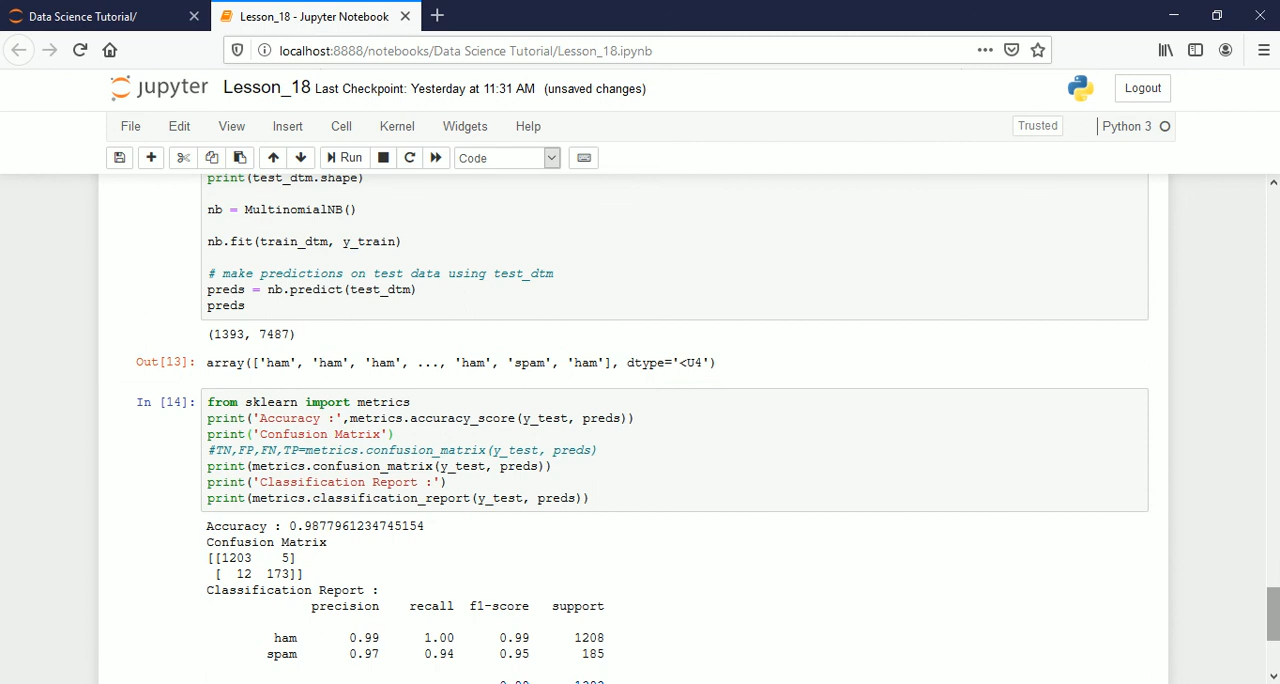 Data Science Tutorial/
Lesson_18 - Jupyter Notebook
localhost:8888/notebooks/Data Science Tutorial/Lesson_18.ipynb
jupyter Lesson_18 Last Checkpoint: Yesterday at 11:31 AM (unsaved changes)
Logout
File Edit View Insert Cell Kernel Widgets Help
Trusted
Python 3
Run
Code
print(test_dtm.shape)
nb = MultinomialNB()
nb.fit(train_dtm, y_train)
# make predictions on test data using test_dtm
preds = nb.predict(test_dtm)
preds
(1393, 7487)
Out[13]: array(['ham', 'ham', 'ham', ..., 'ham', 'spam', 'ham'], dtype='<U4')
In [14]: from sklearn import metrics
print('Accuracy :',metrics.accuracy_score(y_test, preds))
print('Confusion Matrix')
#TN,FP,FN,TP=metrics.confusion_matrix(y_test, preds)
print(metrics.confusion_matrix(y_test, preds))
print('Classification Report :')
print(metrics.classification_report(y_test, preds))
Accuracy : 0.9877961234745154
Confusion Matrix
[[1203 5]
[ 12 173]]
Classification Report :
precision recall f1-score support
ham 0.99 1.00 0.99 1208
spam 0.97 0.94 0.95 185